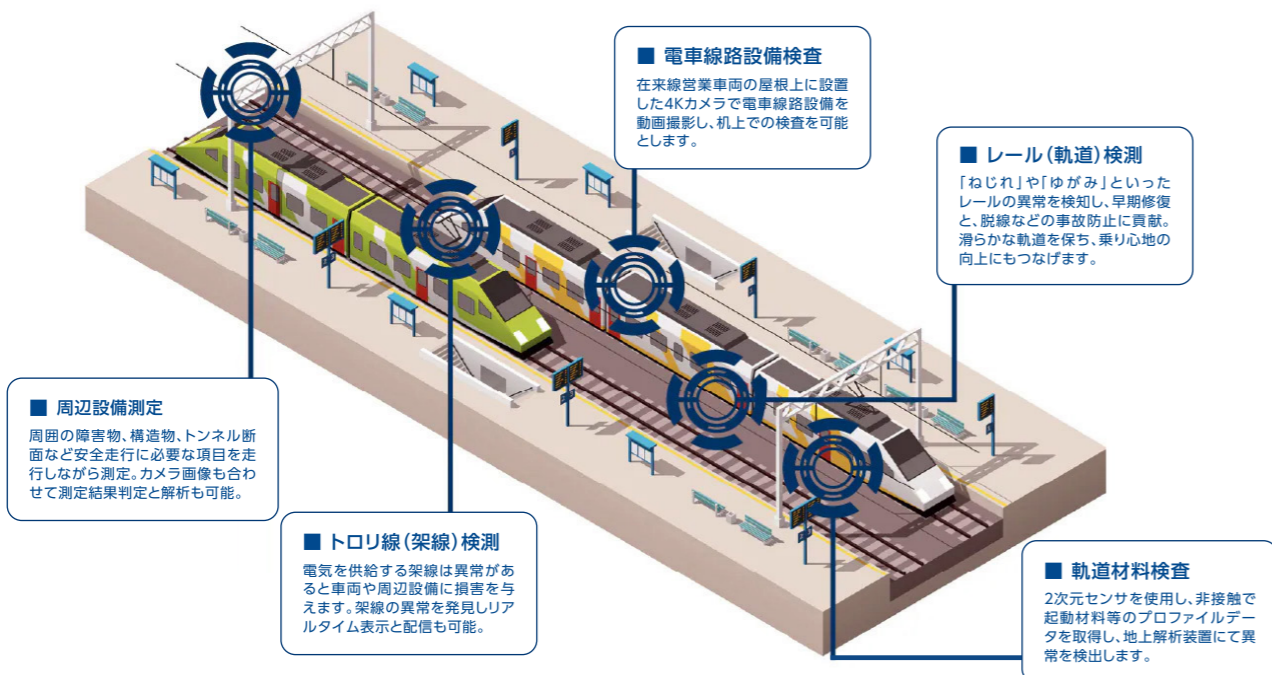 ■ 電車線路設備検査
在来線営業車両の屋根上に設置
した4Kカメラで電車線路設備を
動画撮影し、机上での検査を可能
とします。
■ レール（軌道）検測
「ねじれ」や「ゆがみ」といった
レールの異常を検知し、早期修復
と、脱線などの事故防止に貢献。
滑らかな軌道を保ち、乗り心地の
向上にもつなげます。
■ 周辺設備測定
周囲の障害物、構造物、トンネル断
面など安全走行に必要な項目を走
行しながら測定。カメラ画像も合わ
せて測定結果判定と解析も可能。
■ トロリ線（架線）検測
電気を供給する架線は異常があ
ると車両や周辺設備に損害を与
えます。架線の異常を発見しリア
ルタイム表示と配信も可能。
■ 軌道材料検査
2次元センサを使用し、非接触で
起動材料等のプロファイルデー
タを取得し、地上解析装置にて異
常を検出します。